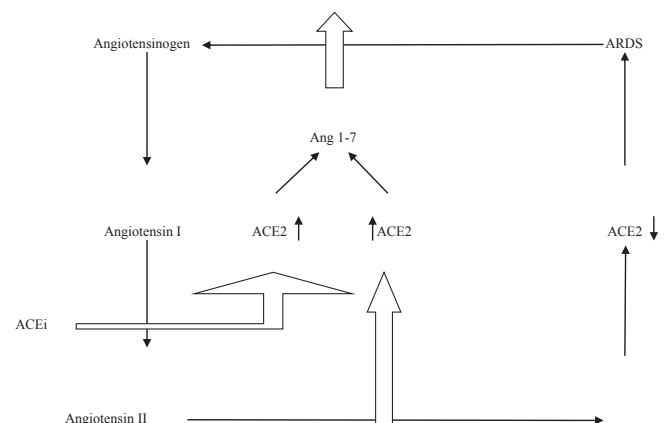 Angiotensinogen
ARDS
Ang 1-7
Angiotensin I
ACE2
ACE2
ACE2
ACEi
Angiotensin II